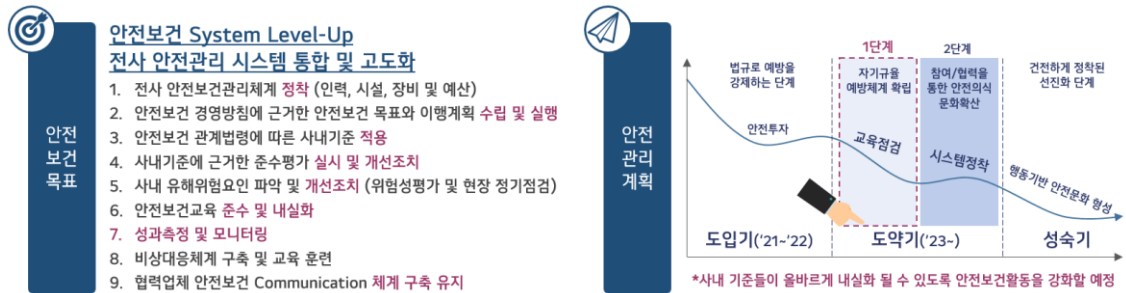 안전
보건
목표
안전보건 System Level-Up
전사 안전관리 시스템 통합 및 고도화
1. 전사 안전보건관리체계 정착 (인력, 시설, 장비 및 예산)
2. 안전보건 경영방침에 근거한 안전보건 목표와 이행계획 수립 및 실행
3. 안전보건 관계법령에 따른 사내기준 적용
4. 사내기준에 근거한 준수평가 실시 및 개선조치
5. 사내 유해위험요인 파악 및 개선조치 (위험성평가 및 현장 정기점검)
6. 안전보건교육 준수 및 내실화
7. 성과측정 및 모니터링
8. 비상대응체계 구축 및 교육 훈련
9. 협력업체 안전보건 Communication 체계 구축 유지
안전
관리
계획
1단계
2단계
법규로 예방을
강제하는 단계
자기규율
예방체계 확립
참여/협력을
통한 안전의식
문화확산
건전하게 정착된
선진화 단계
안전투자
교육점검
시스템정착
행동기반 안전문화 형성
도입기('21~'22)
도약기('23~)
성숙기
*사내 기준들이 올바르게 내실화 될 수 있도록 안전보건활동을 강화할 예정